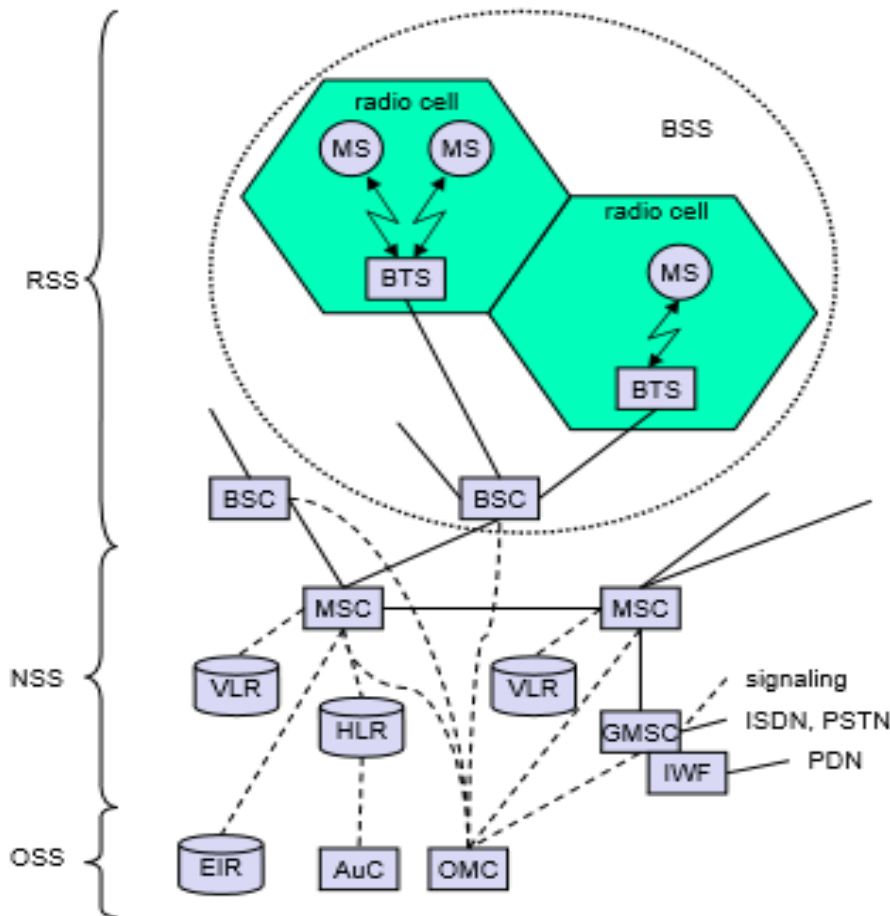 radio cell
BSS
MS
MS
radio cell
MS
BTS
RSS
BTS
BSC
BSC
MSC
MSC
NSS
VLR
VLR
signaling
HLR
GMSC
ISDN, PSTN
IWF
PDN
OSS
EIR
AuC
OMC